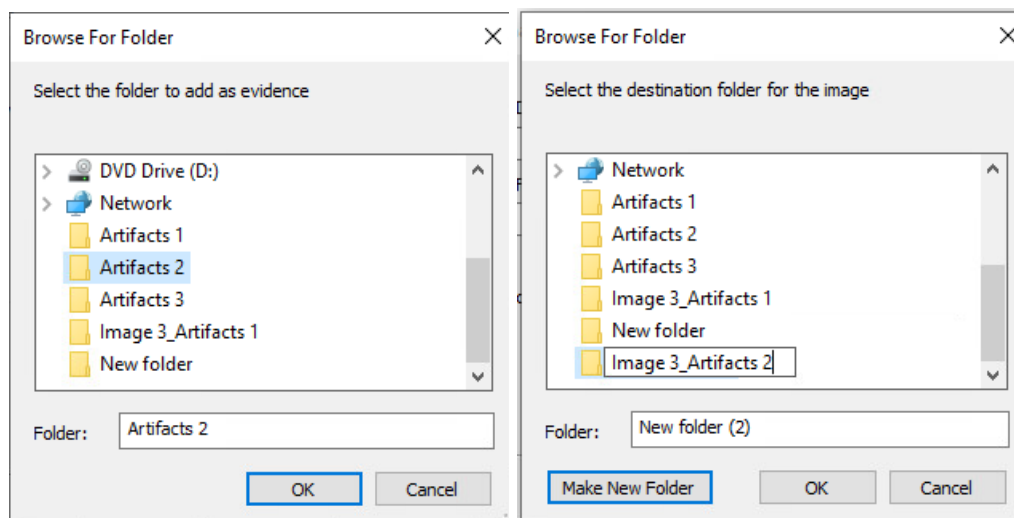 Browse For Folder
Select the folder to add as evidence
DVD Drive (D:)
Network
Artifacts 1
Artifacts 2
Artifacts 3
Image 3_Artifacts 1
New folder
Folder: Artifacts 2
OK Cancel
Browse For Folder
Select the destination folder for the image
Network
Artifacts 1
Artifacts 2
Artifacts 3
Image 3_Artifacts 1
New folder
Image 3_Artifacts 2
Folder: New folder (2)
Make New Folder OK Cancel